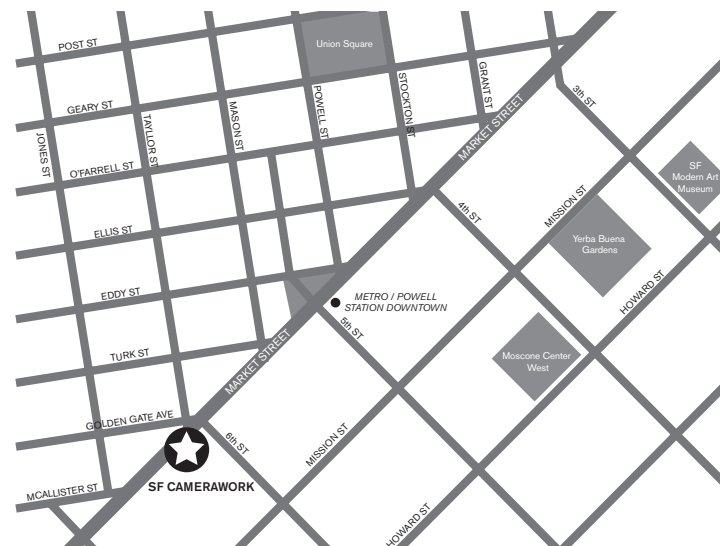 POST ST
Union Square
GEARY ST
JONES ST
TAYLLOR ST
MASON ST
POWELL ST
STOCKTON ST
GRANT ST
MARKET STREET
3th ST
O'FARRELL ST
SF
Modern Art
Museum
ELLIS ST
4th ST
MISSION ST
Yerba Buena
Gardens
EDDY ST
METRO / POWELL
STATION DOWNTOWN
HOWARD ST
5th ST
TURK ST
MARKET STREET
Moscone Center
West
GOLDEN GATE AVE
6th ST
MISSION ST
SF CAMERAWORK
MCALLISTER ST
HOWARD ST